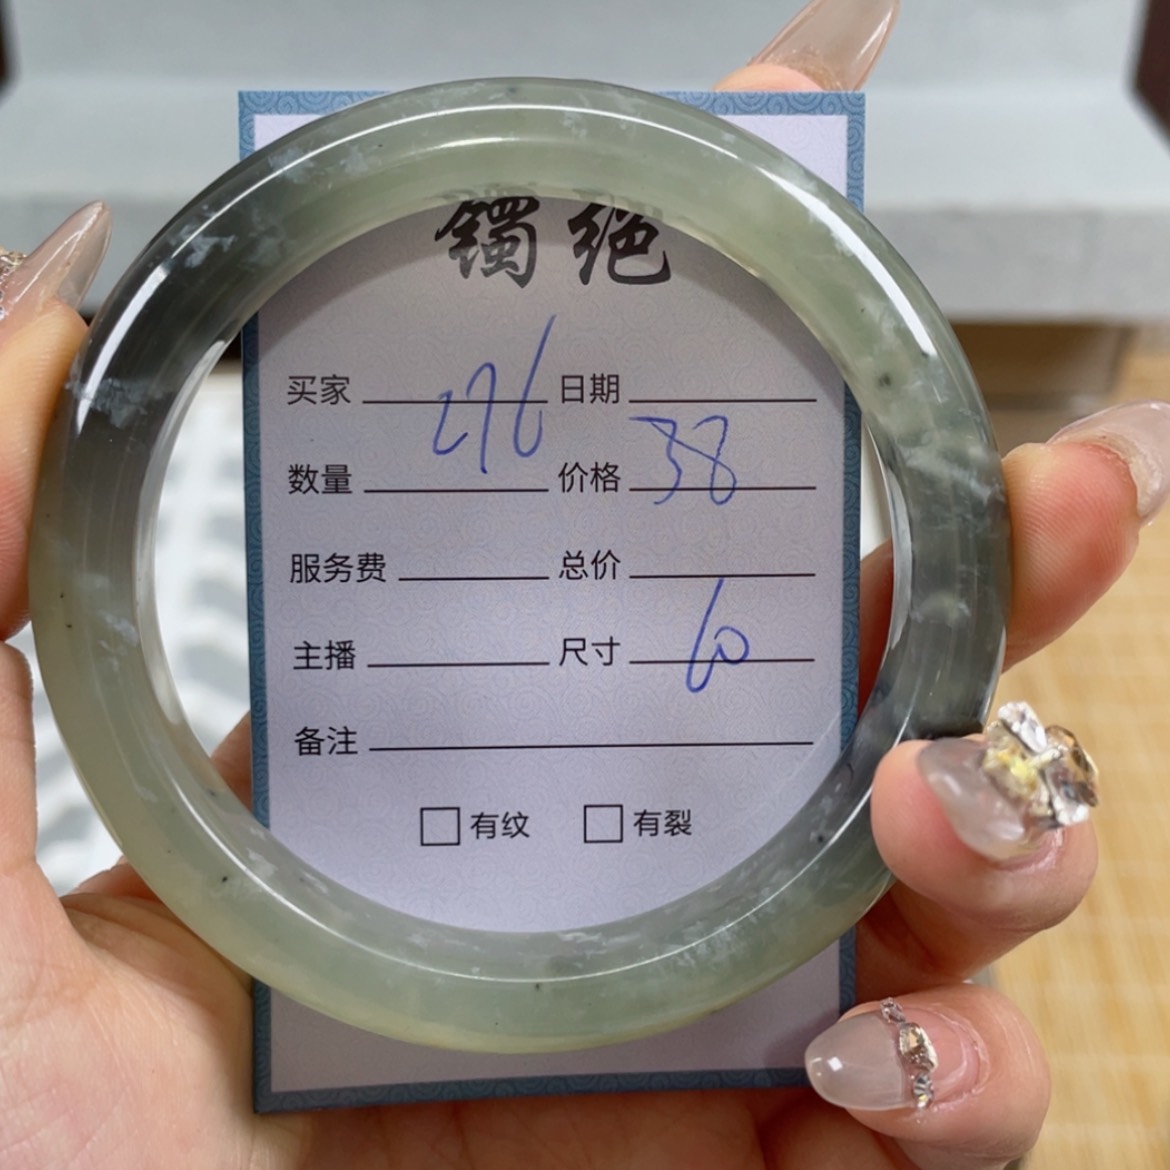 镯绝
买家 276 日期
数量 价格 38
服务费 总价
主播 尺寸 60
备注
有纹 有裂